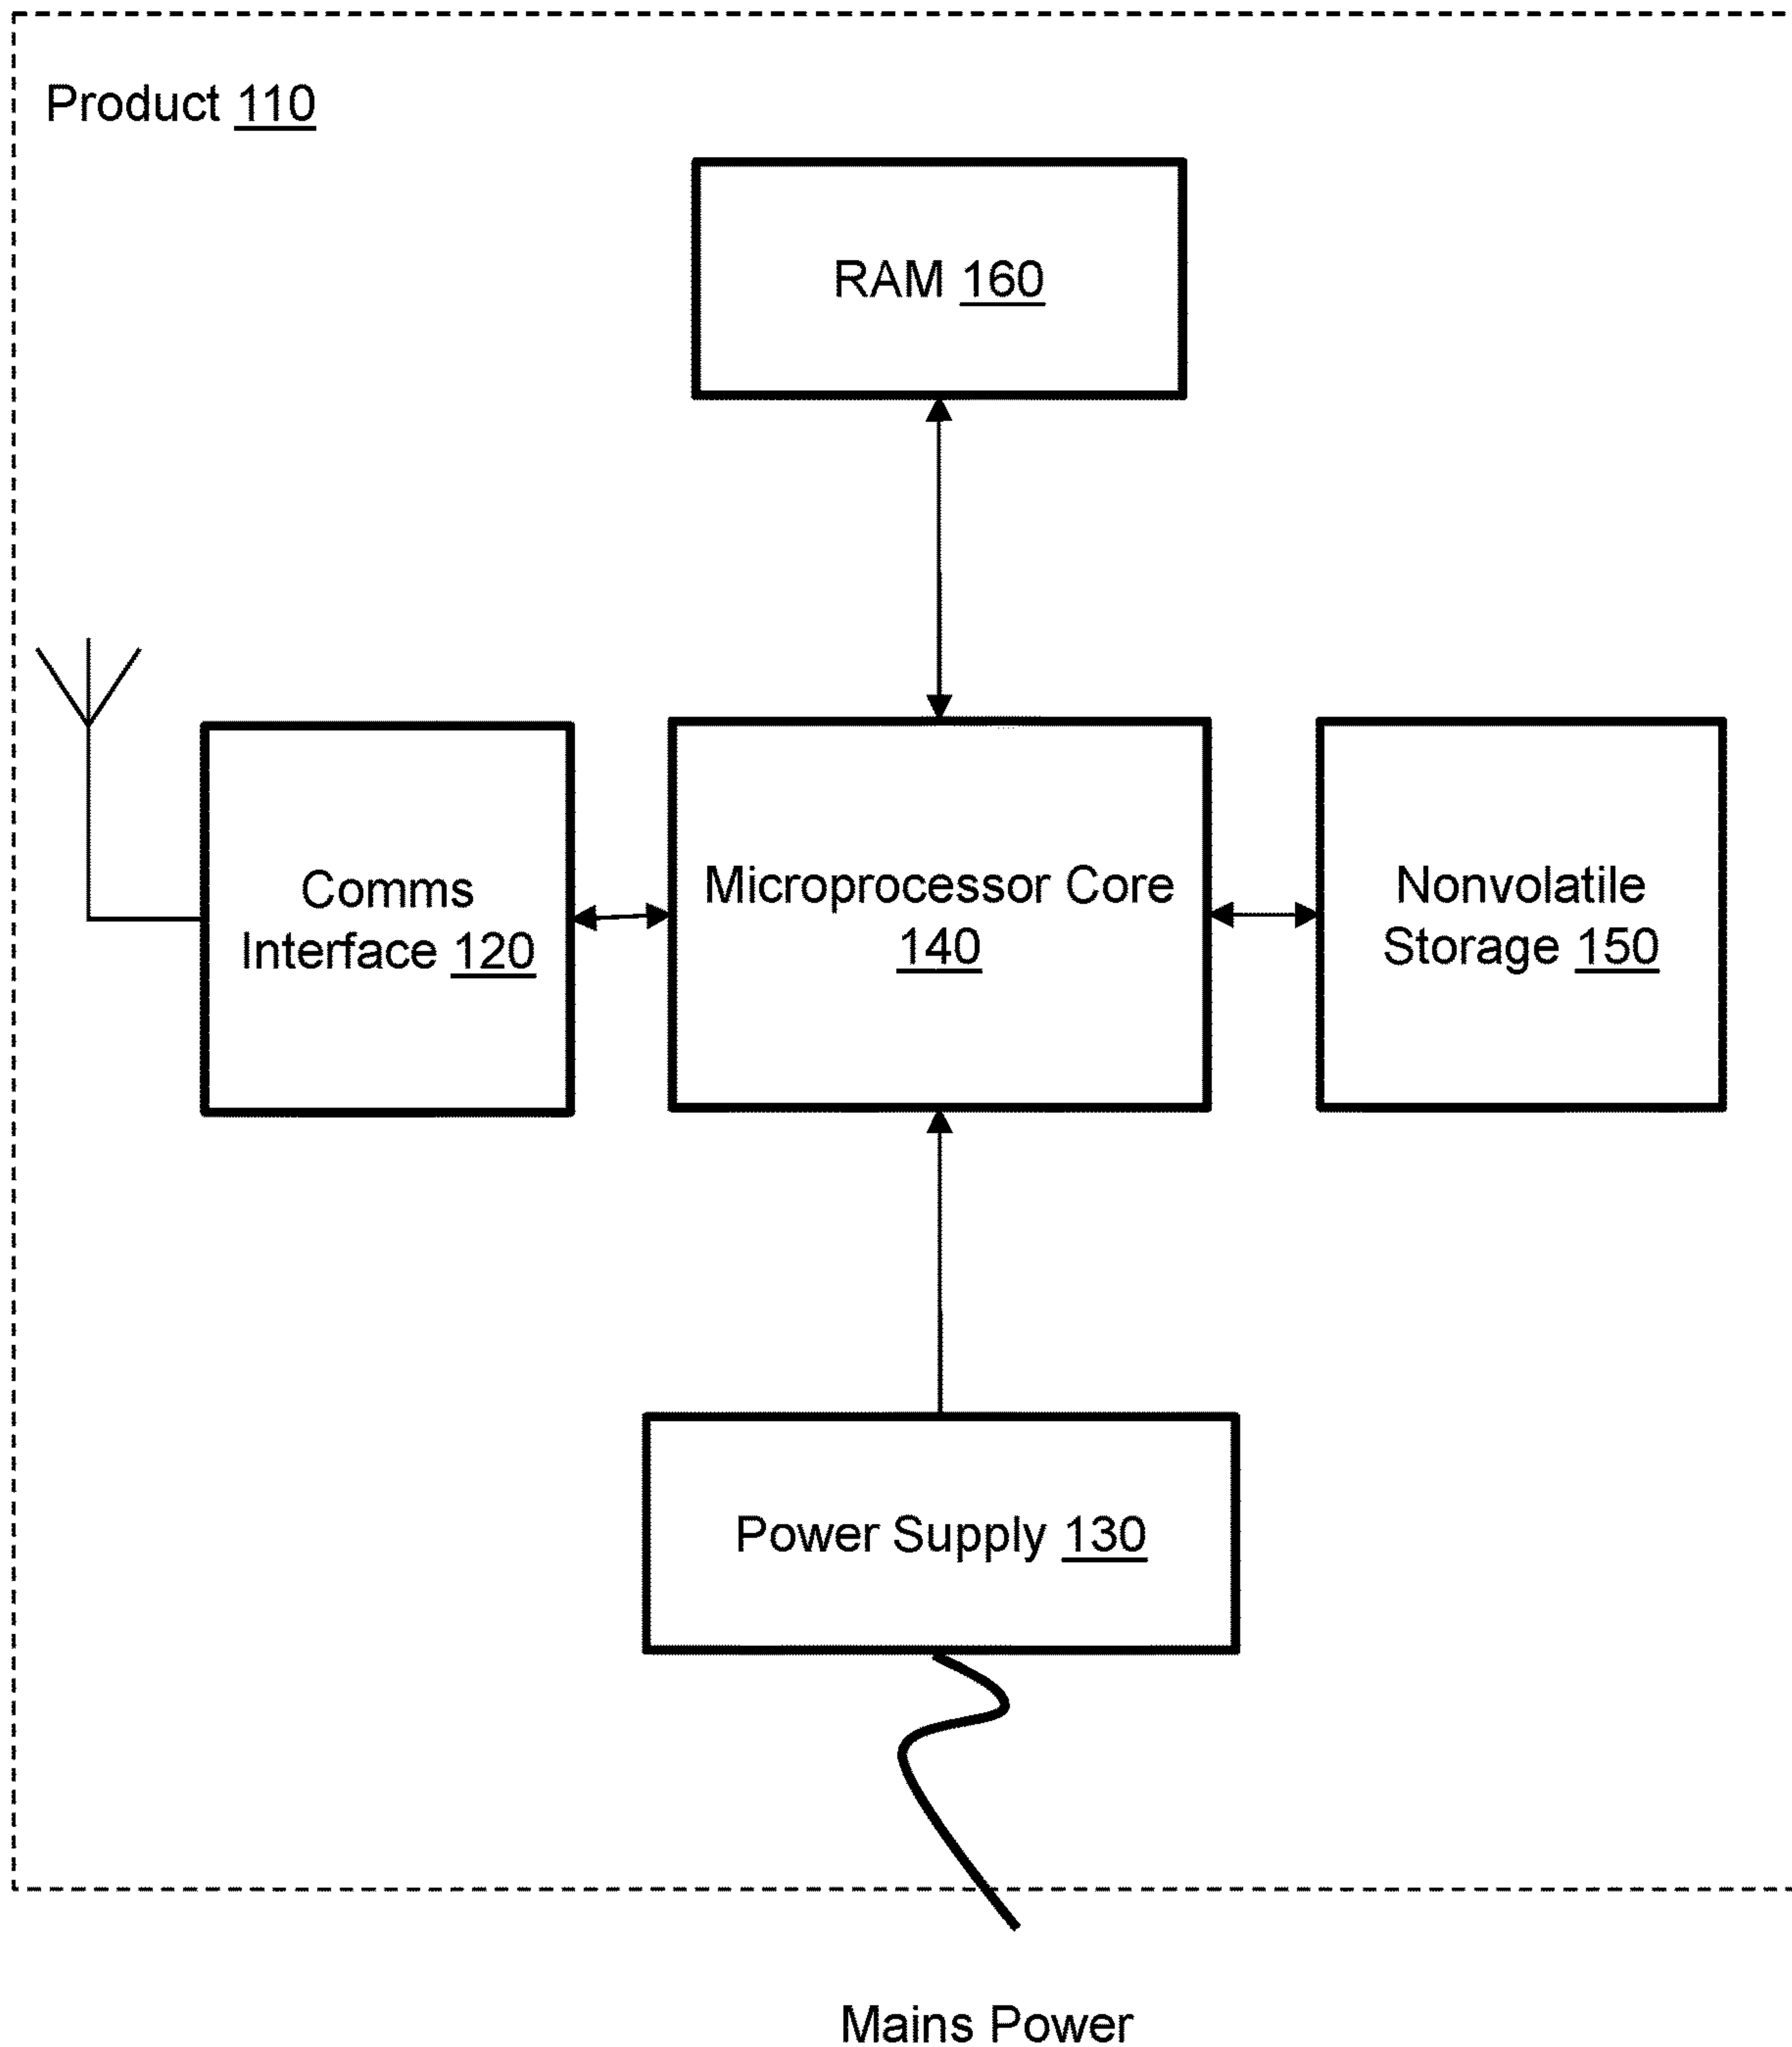 Product 110
RAM 160
Comms
Interface 120
Microprocessor Core
140
Nonvolatile
Storage 150
Power Supply 130
Mains Power